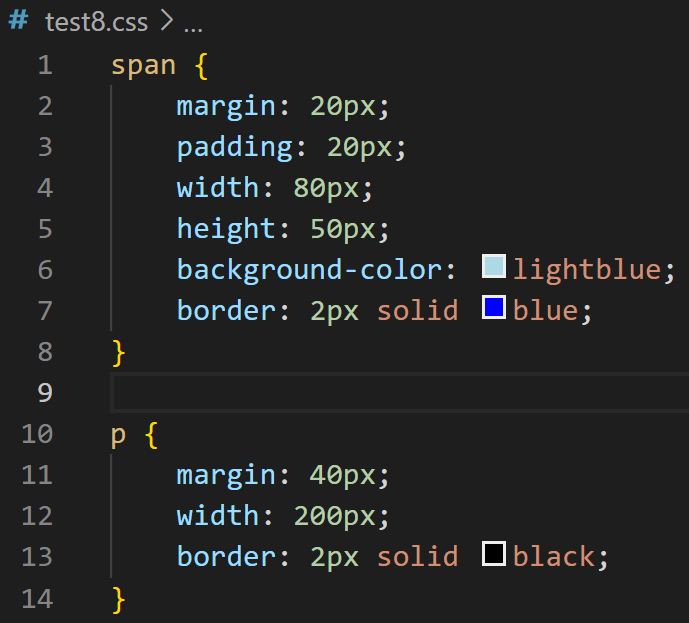 # test8.css > ...
1 span {
2 margin: 20px;
3 padding: 20px;
4 width: 80px;
5 height: 50px;
6 background-color: lightblue;
7 border: 2px solid blue;
8 }
9
10 p {
11 margin: 40px;
12 width: 200px;
13 border: 2px solid black;
14 }